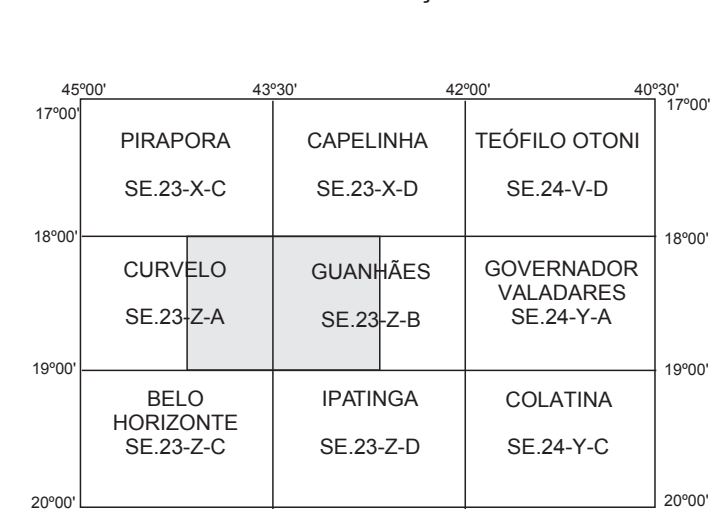 45º00' 43º30' 42º00' 40º30'
17º00' 17º00'
PIRAPORA CAPELINHA TEÓFILO OTONI
SE.23-X-C SE.23-X-D SE.24-V-D
18º00' 18º00'
CURVELO GUANHÃES GOVERNADOR
VALADARES
SE.23-Z-A SE.23-Z-B SE.24-Y-A
19º00' 19º00'
BELO IPATINGA COLATINA
HORIZONTE
SE.23-Z-C SE.23-Z-D SE.24-Y-C
20º00' 20º00'